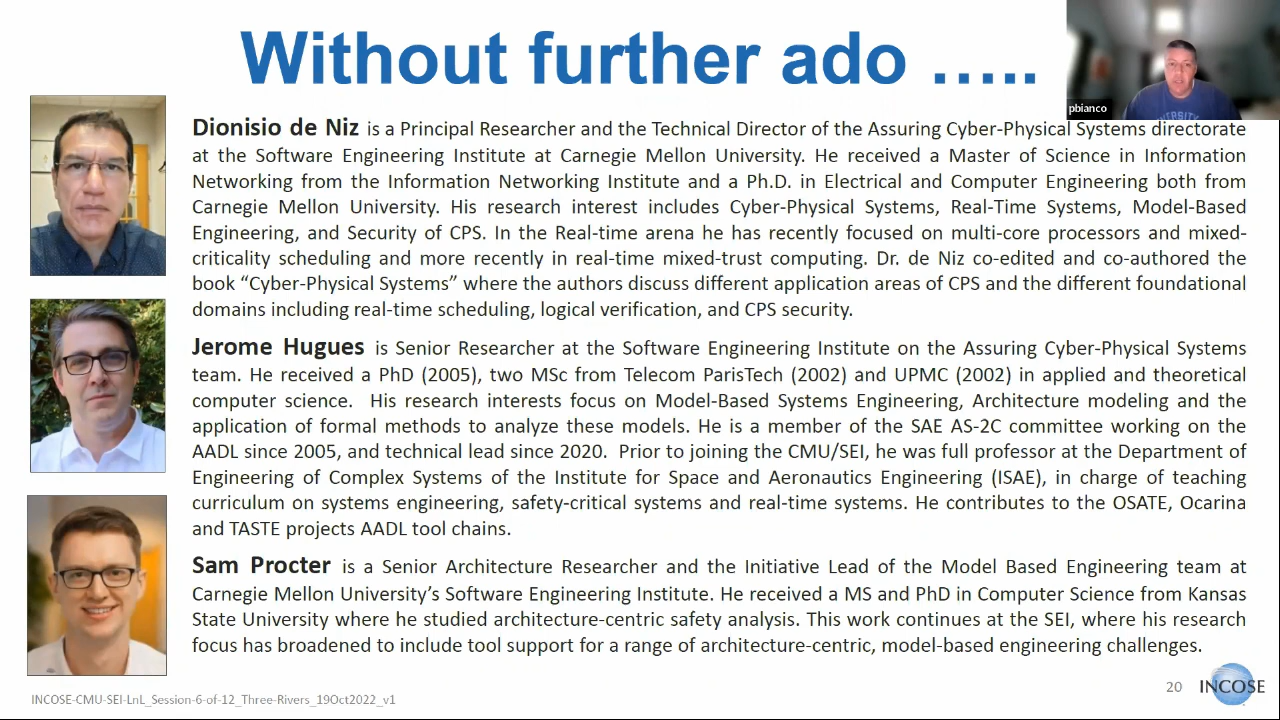 Without further ado …..
pbianco
VERSITY
Dionisio de Niz is a Principal Researcher and the Technical Director of the Assuring Cyber-Physical Systems directorate
at the Software Engineering Institute at Carnegie Mellon University. He received a Master of Science in Information
Networking from the Information Networking Institute and a Ph.D. in Electrical and Computer Engineering both from
Carnegie Mellon University. His research interest includes Cyber-Physical Systems, Real-Time Systems, Model-Based
Engineering, and Security of CPS. In the Real-time arena he has recently focused on multi-core processors and mixed-
criticality scheduling and more recently in real-time mixed-trust computing. Dr. de Niz co-edited and co-authored the
book “Cyber-Physical Systems” where the authors discuss different application areas of CPS and the different foundational
domains including real-time scheduling, logical verification, and CPS security.
Jerome Hugues is Senior Researcher at the Software Engineering Institute on the Assuring Cyber-Physical Systems
team. He received a PhD (2005), two MSc from Telecom ParisTech (2002) and UPMC (2002) in applied and theoretical
computer science. His research interests focus on Model-Based Systems Engineering, Architecture modeling and the
application of formal methods to analyze these models. He is a member of the SAE AS-2C committee working on the
AADL since 2005, and technical lead since 2020. Prior to joining the CMU/SEI, he was full professor at the Department of
Engineering of Complex Systems of the Institute for Space and Aeronautics Engineering (ISAE), in charge of teaching
curriculum on systems engineering, safety-critical systems and real-time systems. He contributes to the OSATE, Ocarina
and TASTE projects AADL tool chains.
Sam Procter is a Senior Architecture Researcher and the Initiative Lead of the Model Based Engineering team at
Carnegie Mellon University’s Software Engineering Institute. He received a MS and PhD in Computer Science from Kansas
State University where he studied architecture-centric safety analysis. This work continues at the SEI, where his research
focus has broadened to include tool support for a range of architecture-centric, model-based engineering challenges.
INCOSE-CMU-SEI-LnL_Session-6-of-12_Three-Rivers_19Oct2022_v1
20
INCOSE